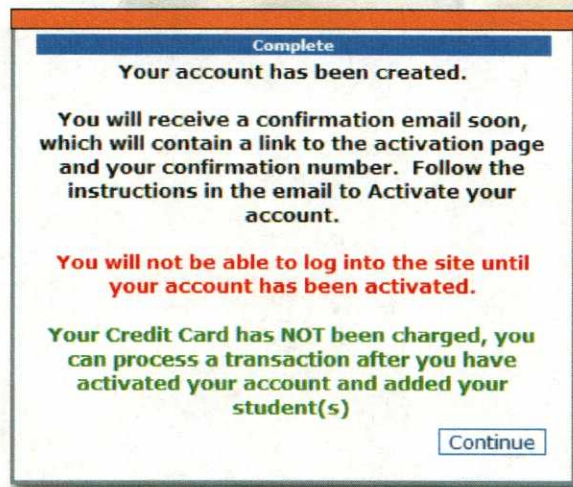 Complete
Your account has been created.
You will receive a confirmation email soon,
which will contain a link to the activation page
and your confirmation number.  Follow the
instructions in the email to Activate your
account.
You will not be able to log into the site until
your account has been activated.
Your Credit Card has NOT been charged, you
can process a transaction after you have
activated your account and added your
student(s)
Continue